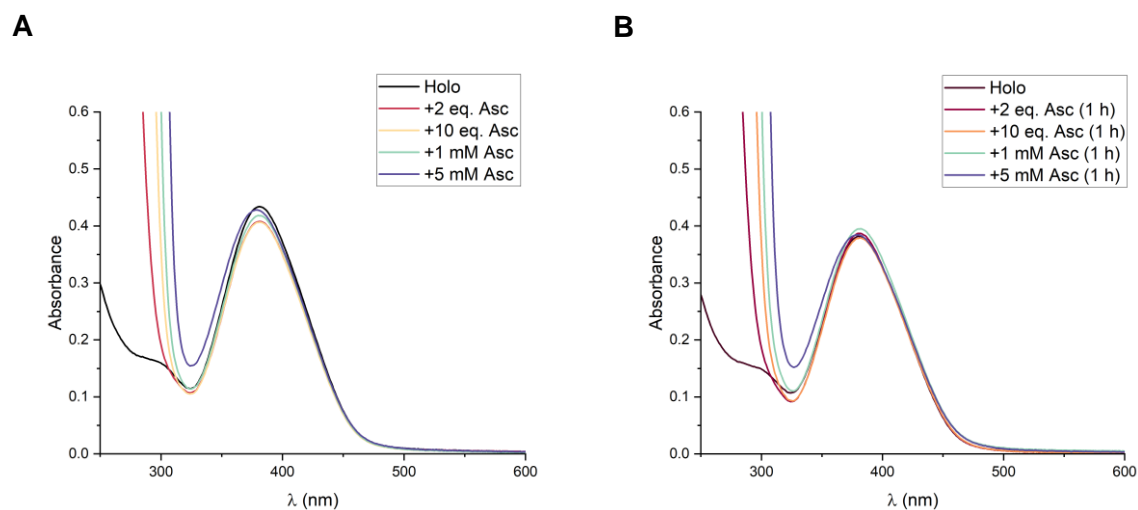 A
B
Holo
+2 eq. Asc
+10 eq. Asc
+1 mM Asc
+5 mM Asc
0.6
0.5
0.4
0.3
0.2
0.1
0.0
Absorbance
300
400
500
600
λ (nm)
Holo
+2 eq. Asc (1 h)
+10 eq. Asc (1 h)
+1 mM Asc (1 h)
+5 mM Asc (1 h)
0.6
0.5
0.4
0.3
0.2
0.1
0.0
Absorbance
300
400
500
600
λ (nm)